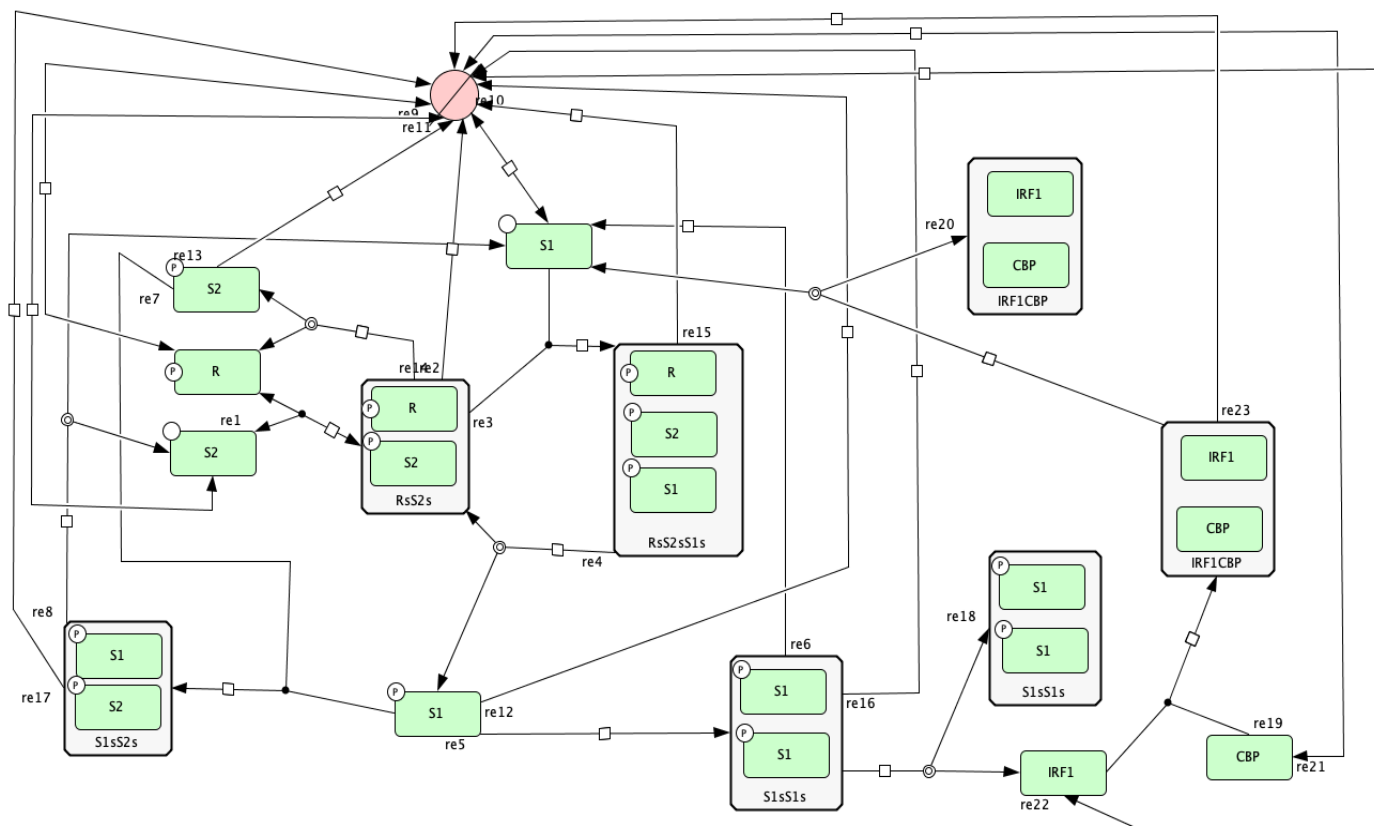 re10
re9
re11
IRF1
re20
CBP
IRF1CBP
S1
re13
P
S2
re7
re15
R
P
re14
re2
R
P
R
P
re1
S2
re3
P
S2
P
S2
RsS2s
P
S1
RsS2sS1s
re4
re23
IRF1
CBP
IRF1CBP
re8
P
S1
P
S2
re17
S1sS2s
P
S1
re12
re5
re6
P
S1
re16
P
S1
S1sS1s
P
S1
re18
P
S1
S1sS1s
re19
CBP
re21
IRF1
re22